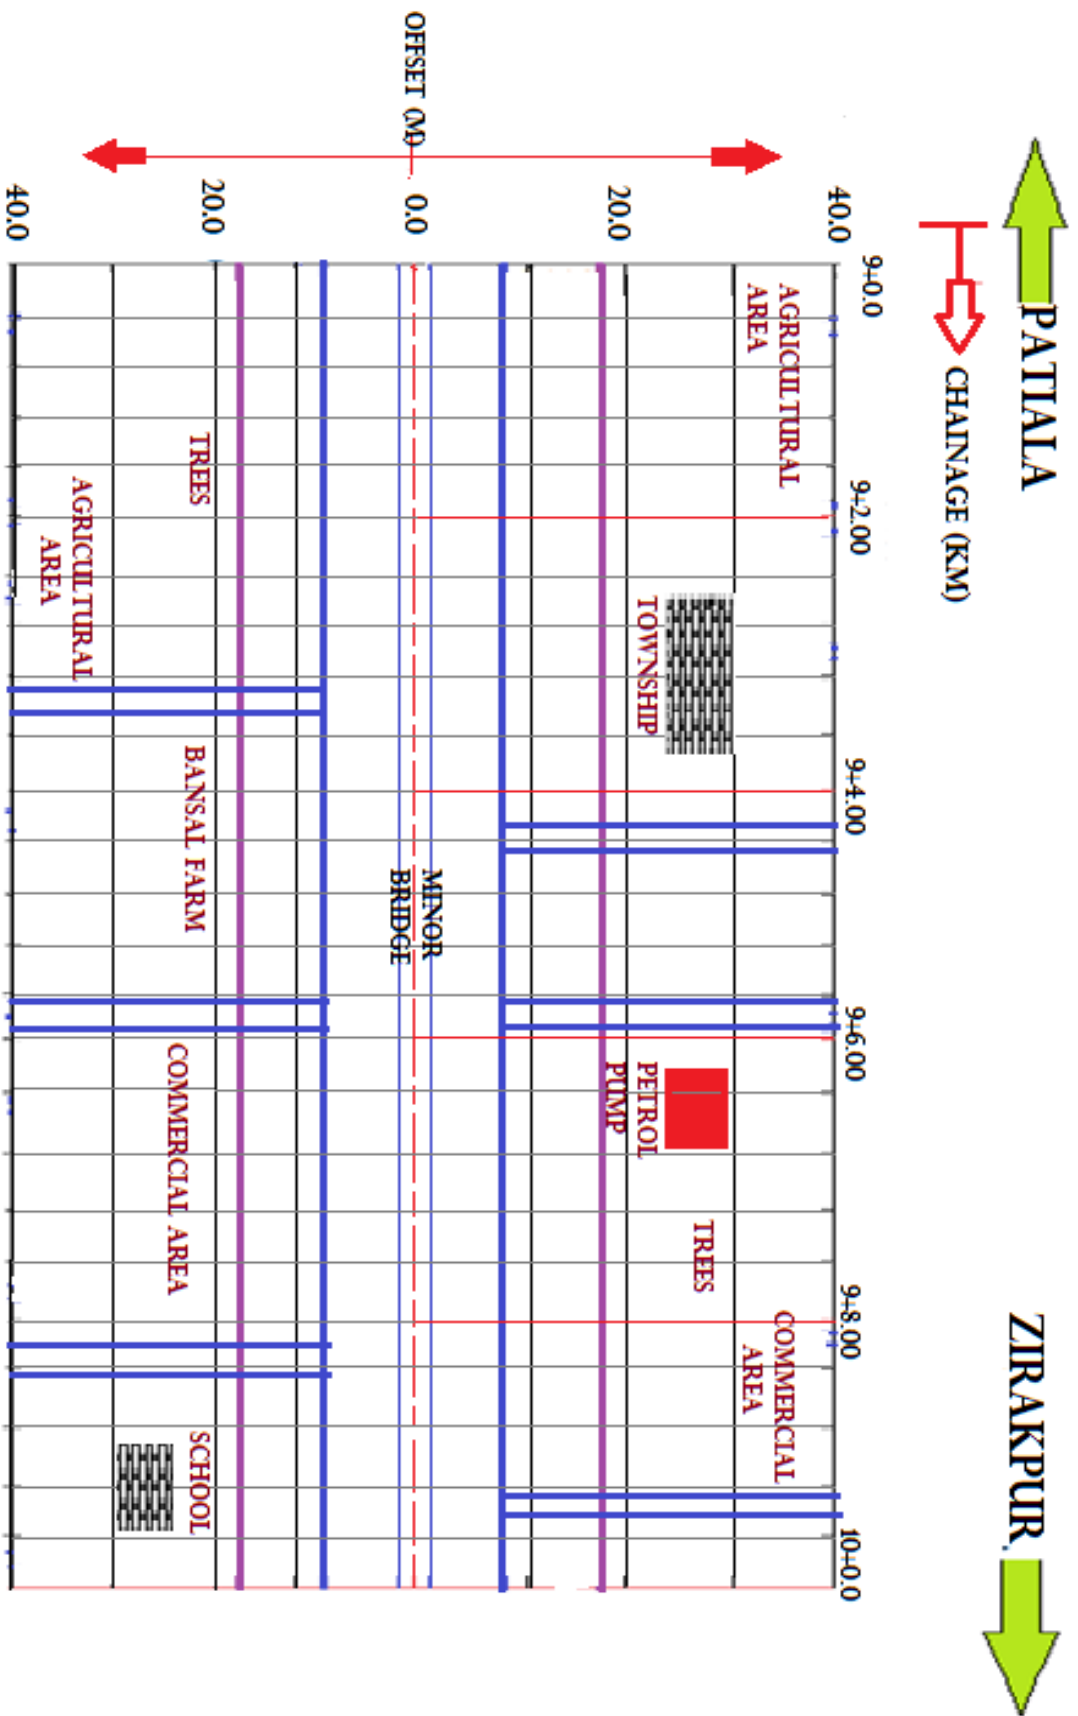 PATIALA
ZIRAKPUR
CHAINAGE (KM)
9+0.0
9+2.00
9+4.00
9+6.00
9+8.00
10+0.0
OFFSET (M)
40.0
20.0
0.0
20.0
40.0
AGRICULTURAL
AREA
TOWNSHIP
PETROL
PUMP
TREES
COMMERCIAL
AREA
MINOR
BRIDGE
TREES
AGRICULTURAL
AREA
BANSAL FARM
COMMERCIAL AREA
SCHOOL